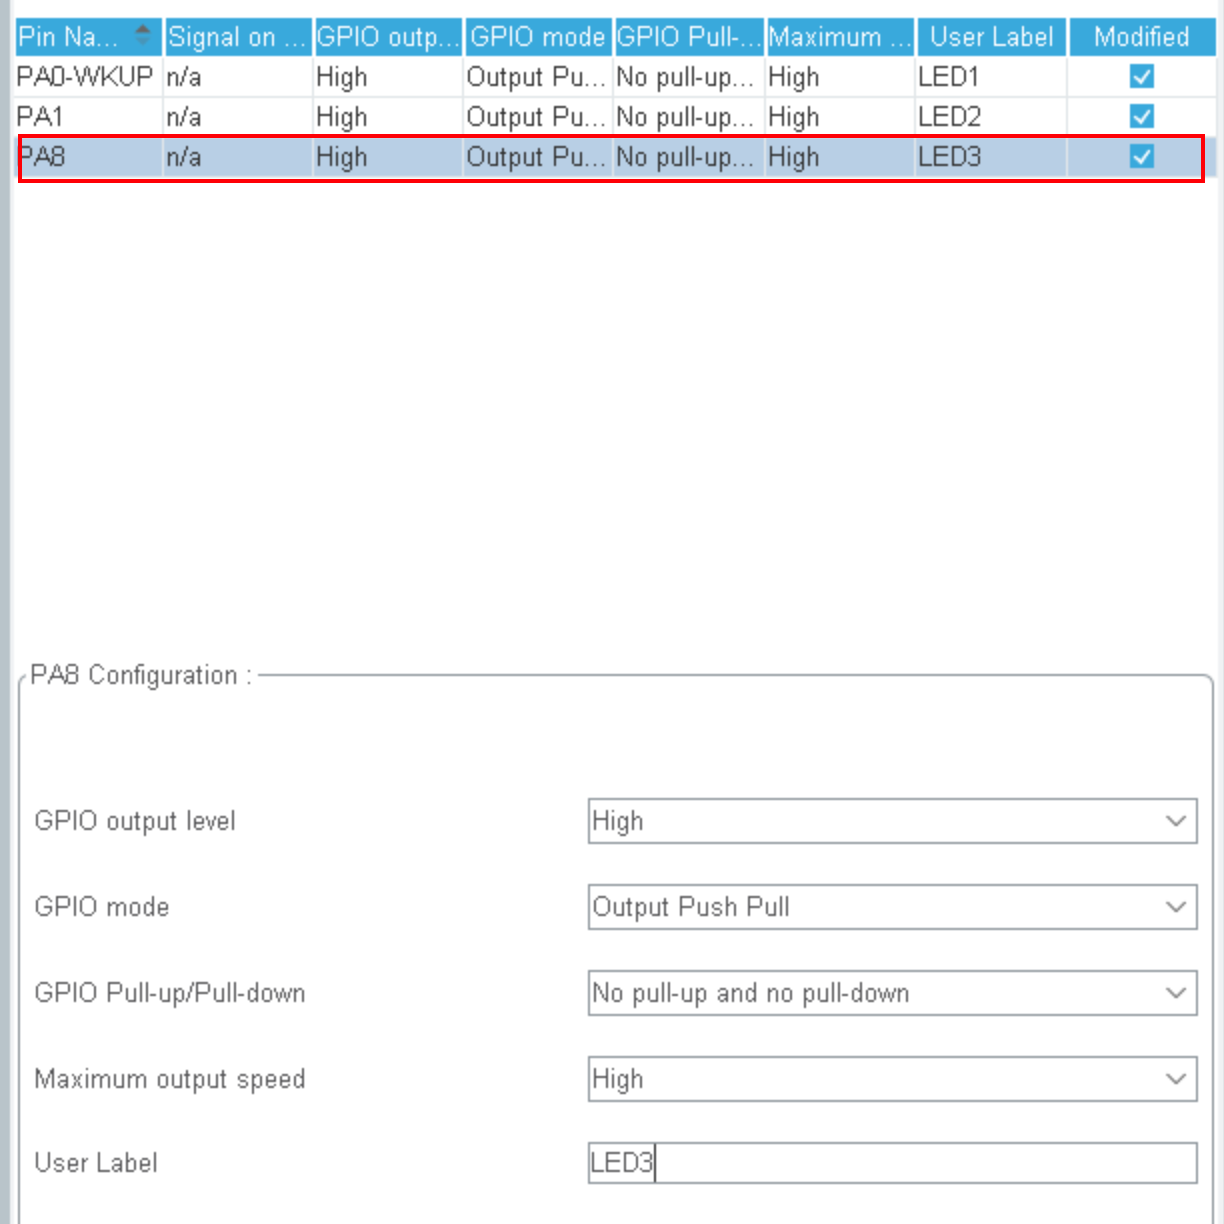 Pin Na... Signal on ... GPIO outp... GPIO mode GPIO Pull-... Maximum ... User Label Modified
PA0-WKUP n/a High Output Pu... No pull-up... High LED1
PA1 n/a High Output Pu... No pull-up... High LED2
PA8 n/a High Output Pu... No pull-up... High LED3
PA8 Configuration :
GPIO output level High
GPIO mode Output Push Pull
GPIO Pull-up/Pull-down No pull-up and no pull-down
Maximum output speed High
User Label LED3